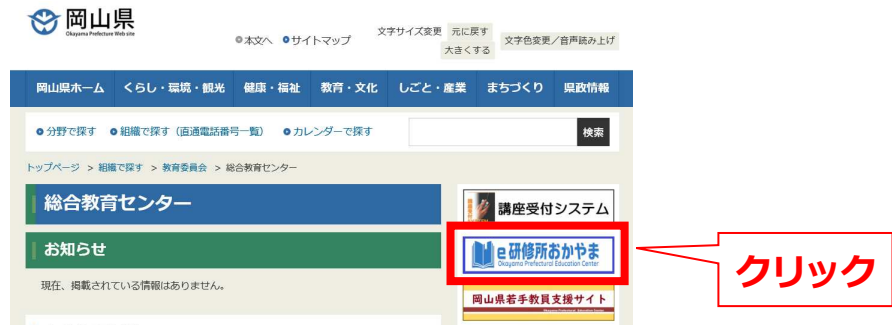 岡山県
Okayama Prefecture Web site
本文へ サイトマップ
文字サイズ変更 元に戻す
大きくする
文字色変更／音声読み上げ
岡山県ホーム くらし・環境・観光 健康・福祉 教育・文化 しごと・産業 まちづくり 県政情報
分野で探す 組織で探す（直通電話番号一覧） カレンダーで探す 検索
トップページ > 組織で探す > 教育委員会 > 総合教育センター
総合教育センター
講座受付システム
お知らせ
e研修所おかやま
Okayama Prefectural Education Center
クリック
現在、掲載されている情報はありません。
岡山県若手教員支援サイト